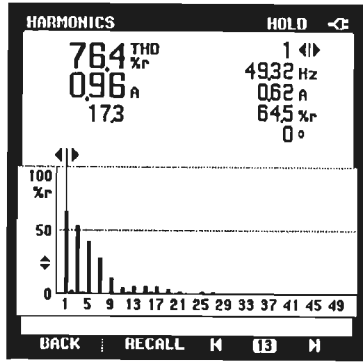 HARMONICS HOLD
76.4 THD %r 1
0.96 A 49.32 Hz
17.3 0.62 A
64.5 %r
0 °
100
%r
50
0
1 5 9 13 17 21 25 29 33 37 41 45 49
BACK RECALL 13